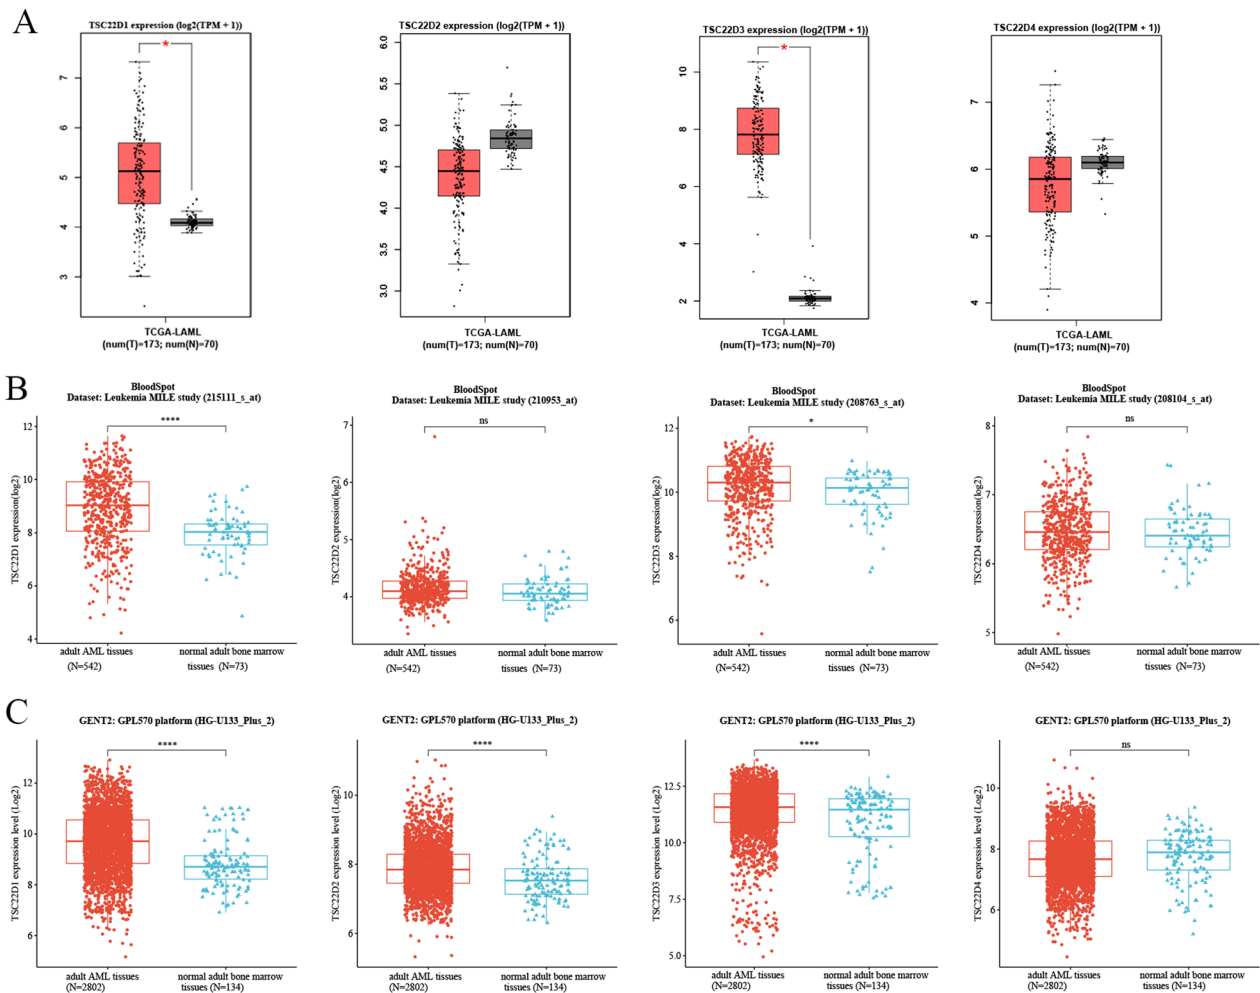 A
TSC22D1 expression (log2(TPM + 1))
*
7
6
5
4
3
TCGA-LAML
(num(T)=173; num(N)=70)
TSC22D2 expression (log2(TPM + 1))
6.0
5.5
5.0
4.5
4.0
3.5
3.0
TCGA-LAML
(num(T)=173; num(N)=70)
TSC22D3 expression (log2(TPM + 1))
*
10
8
6
4
2
TCGA-LAML
(num(T)=173; num(N)=70)
TSC22D4 expression (log2(TPM + 1))
7
6
5
4
TCGA-LAML
(num(T)=173; num(N)=70)
B
BloodSpot
Dataset: Leukemia MILE study (215111_s_at)
****
TSC22D1 expression(log2)
12
10
8
6
4
adult AML tissues
(N=542)
normal adult bone marrow
tissues (N=73)
BloodSpot
Dataset: Leukemia MILE study (210953_at)
ns
TSC22D2 expression(log2)
7
6
5
4
adult AML tissues
(N=542)
normal adult bone marrow
tissues (N=73)
BloodSpot
Dataset: Leukemia MILE study (208763_s_at)
*
TSC22D3 expression(log2)
12
10
8
6
adult AML tissues
(N=542)
normal adult bone marrow
tissues (N=73)
BloodSpot
Dataset: Leukemia MILE study (208104_s_at)
ns
TSC22D4 expression(log2)
8
7
6
5
adult AML tissues
(N=542)
normal adult bone marrow
tissues (N=73)
C
GENT2: GPL570 platform (HG-U133_Plus_2)
****
TSC22D1 expression level (Log2)
12
10
8
6
adult AML tissues
(N=2802)
normal adult bone marrow
tissues (N=134)
GENT2: GPL570 platform (HG-U133_Plus_2)
****
TSC22D2 expression level (Log2)
10
8
6
adult AML tissues
(N=2802)
normal adult bone marrow
tissues (N=134)
GENT2: GPL570 platform (HG-U133_Plus_2)
****
TSC22D3 expression level (Log2)
12.5
10.0
7.5
5.0
adult AML tissues
(N=2802)
normal adult bone marrow
tissues (N=134)
GENT2: GPL570 platform (HG-U133_Plus_2)
ns
TSC22D4 expression level (Log2)
10
8
6
adult AML tissues
(N=2802)
normal adult bone marrow
tissues (N=134)